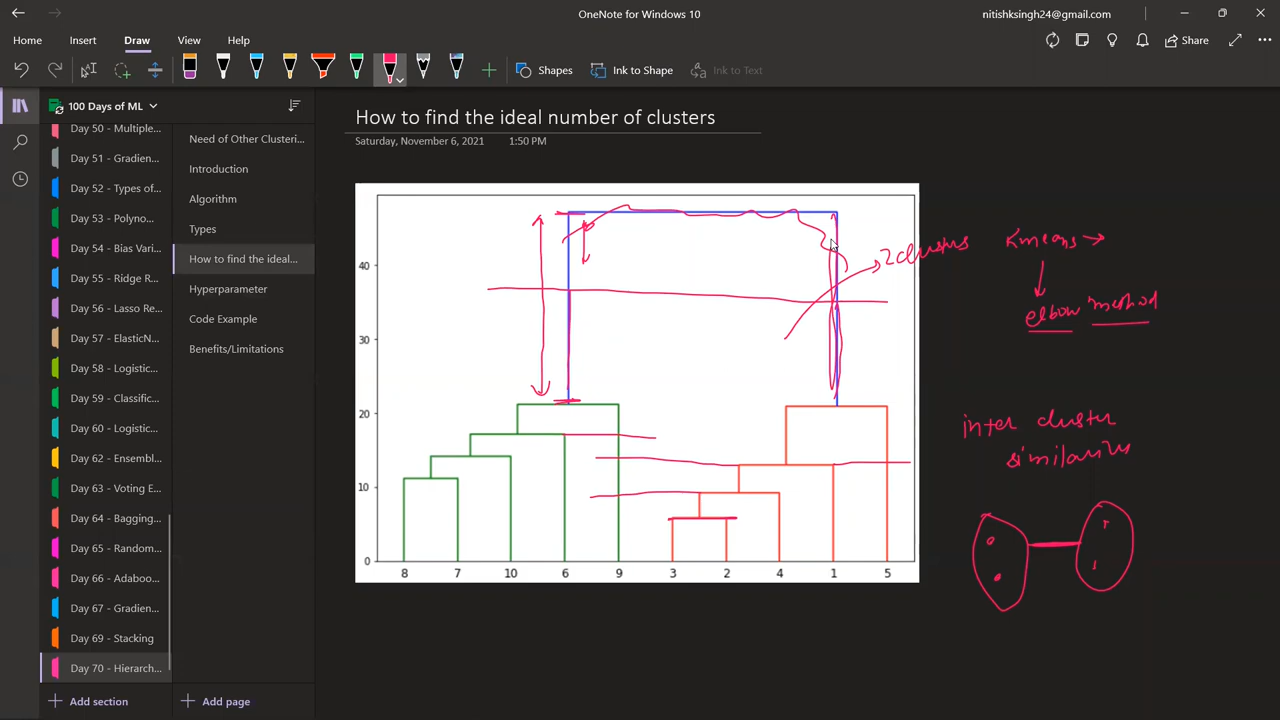 OneNote for Windows 10
nitishksingh24@gmail.com
Home Insert Draw View Help
Share
Shapes Ink to Shape Ink to Text
100 Days of ML
Day 50 - Multiple...
Day 51 - Gradien...
Day 52 - Types of...
Day 53 - Polyno...
Day 54 - Bias Vari...
Day 55 - Ridge R...
Day 56 - Lasso Re...
Day 57 - ElasticN...
Day 58 - Logistic...
Day 59 - Classific...
Day 60 - Logistic...
Day 62 - Ensembl...
Day 63 - Voting E...
Day 64 - Bagging...
Day 65 - Random...
Day 66 - Adaboo...
Day 67 - Gradien...
Day 69 - Stacking
Day 70 - Hierarch...
Add section
Need of Other Clusteri...
Introduction
Algorithm
Types
How to find the ideal...
Hyperparameter
Code Example
Benefits/Limitations
Add page
How to find the ideal number of clusters
Saturday, November 6, 2021 1:50 PM
40
30
20
10
0
8 7 10 6 9 3 2 4 1 5
2 clusters
Kmeans
elbow method
inter cluster
similarity